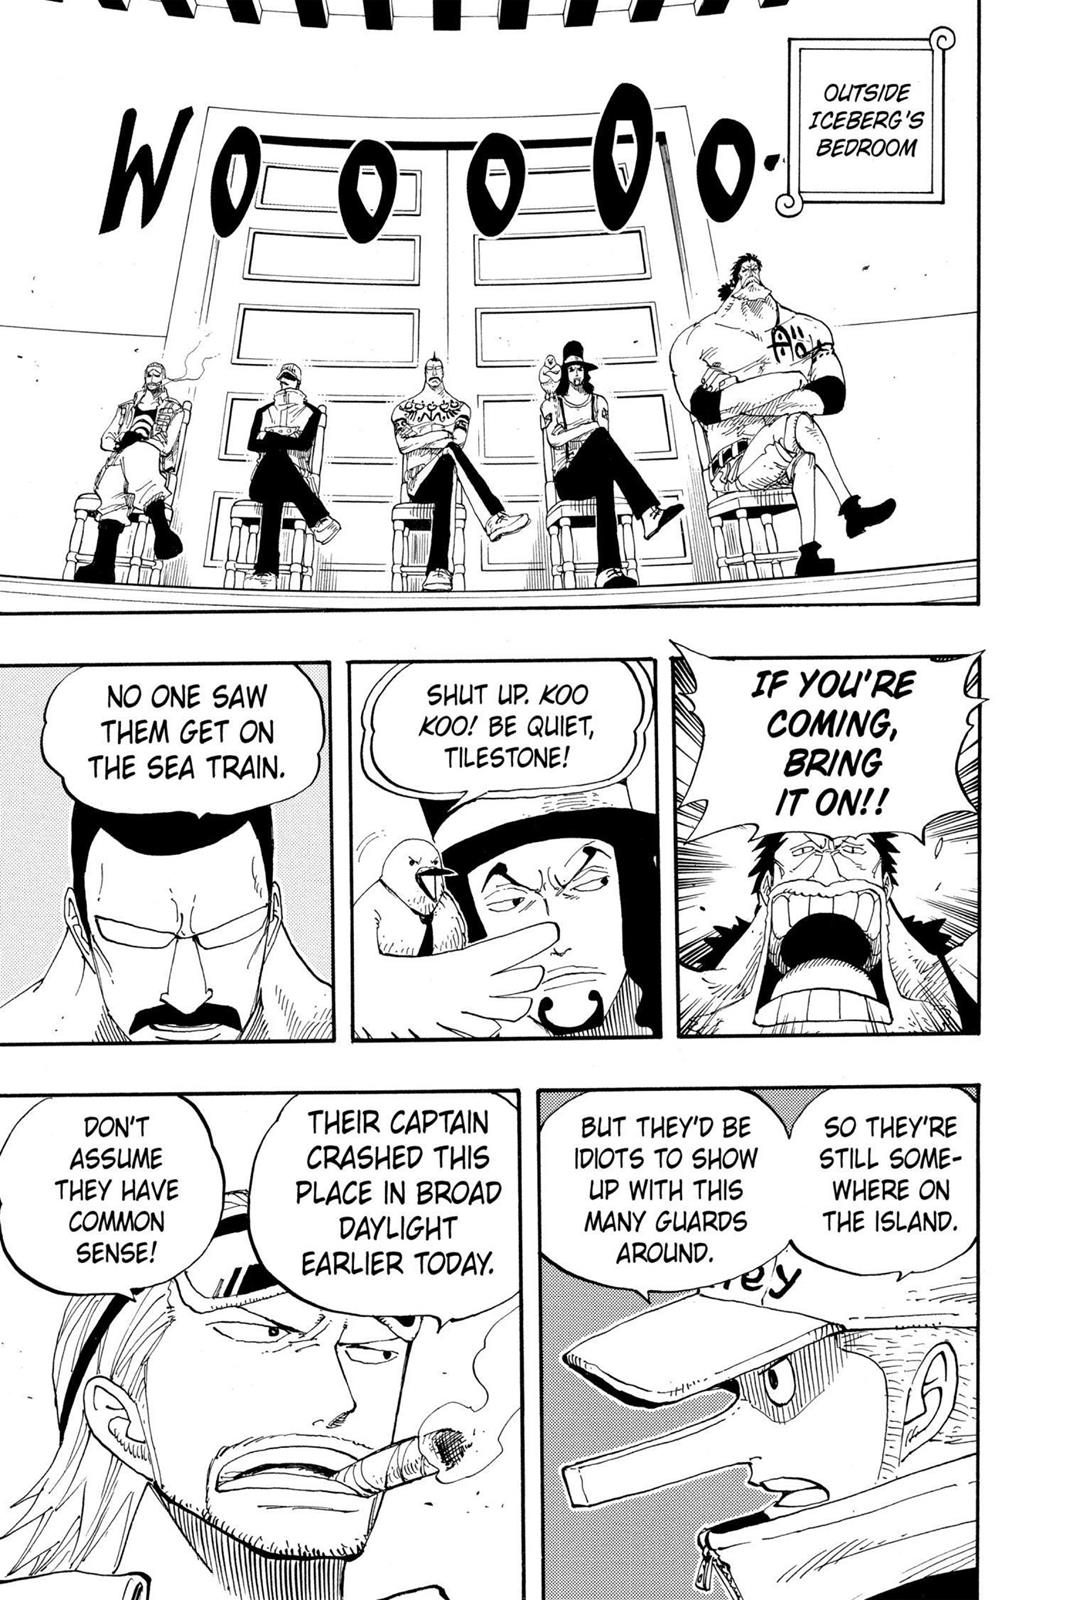 OUTSIDE
ICEBERG'S
BEDROOM
WOOOOO
IF YOU'RE
COMING,
BRING
IT ON!!
SHUT UP. KOO
KOO! BE QUIET,
TILESTONE!
NO ONE SAW
THEM GET ON
THE SEA TRAIN.
SO THEY'RE
STILL SOME-
WHERE ON
THE ISLAND.
BUT THEY'D BE
IDIOTS TO SHOW
UP WITH THIS
MANY GUARDS
AROUND.
ey
THEIR CAPTAIN
CRASHED THIS
PLACE IN BROAD
DAYLIGHT
EARLIER TODAY.
DON'T
ASSUME
THEY HAVE
COMMON
SENSE!